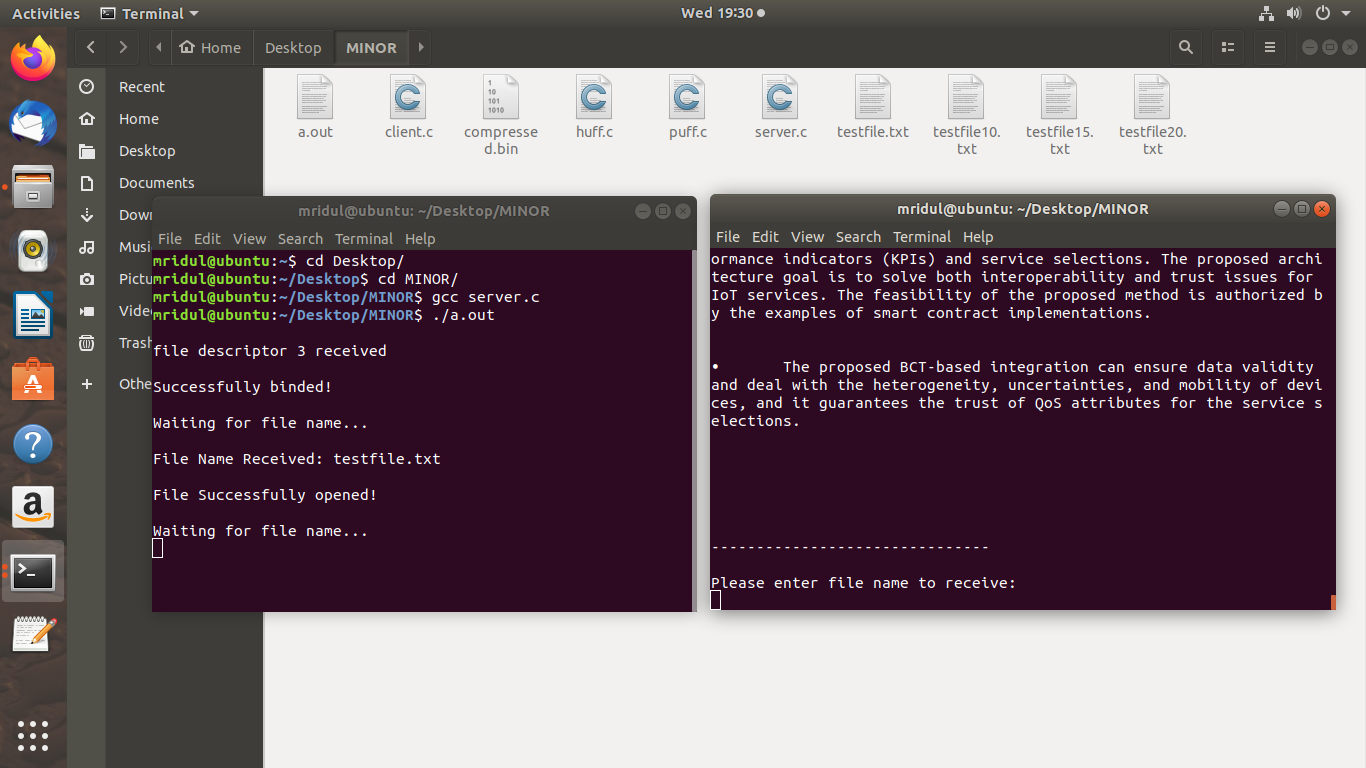 Activities
Terminal
Wed 19:30
Home
Desktop
MINOR
Recent
Home
Desktop
Documents
Down
Musi
Pictu
Vide
Trash
Othe
a.out
client.c
compresse
d.bin
1
10
101
1010
huff.c
puff.c
server.c
testfile.txt
testfile10.
txt
testfile15.
txt
testfile20.
txt
mridul@ubuntu: ~/Desktop/MINOR
File Edit View Search Terminal Help
mridul@ubuntu:~$ cd Desktop/
mridul@ubuntu:~/Desktop$ cd MINOR/
mridul@ubuntu:~/Desktop/MINOR$ gcc server.c
mridul@ubuntu:~/Desktop/MINOR$ ./a.out
file descriptor 3 received
Successfully binded!
Waiting for file name...
File Name Received: testfile.txt
File Successfully opened!
Waiting for file name...
mridul@ubuntu: ~/Desktop/MINOR
File Edit View Search Terminal Help
ormance indicators (KPIs) and service selections. The proposed archi
tecture goal is to solve both interoperability and trust issues for
IoT services. The feasibility of the proposed method is authorized b
y the examples of smart contract implementations.
• The proposed BCT-based integration can ensure data validity
and deal with the heterogeneity, uncertainties, and mobility of devi
ces, and it guarantees the trust of QoS attributes for the service s
elections.
-------------------------------
Please enter file name to receive: